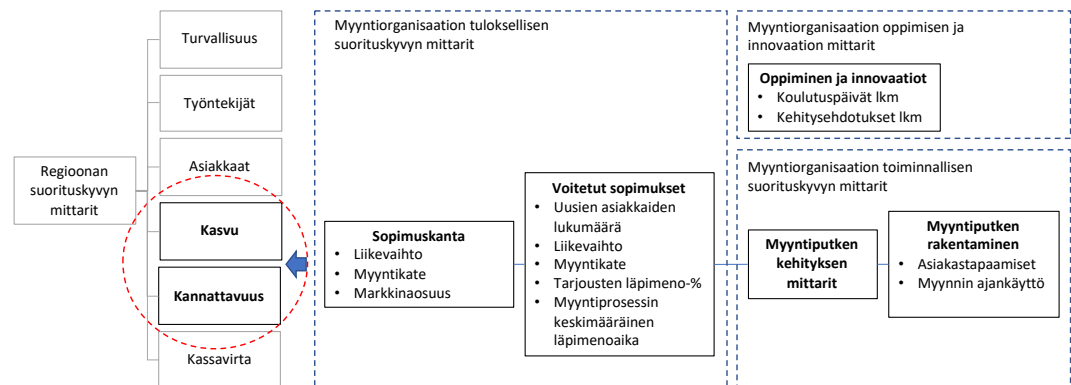 Regioonan
suorituskyvyn
mittarit
Turvallisuus
Työntekijät
Asiakkaat
Kasvu
Kannattavuus
Kassavirta
Myyntiorganisaation tuloksellisen
suorituskyvyn mittarit
Sopimuskanta
• Liikevaihto
• Myyntikate
• Markkinaosuus
Voitetut sopimukset
• Uusien asiakkaiden
lukumäärä
• Liikevaihto
• Myyntikate
• Tarjousten läpimeno-%
• Myyntiprosessin
keskimääräinen
läpimenoaika
Myyntiorganisaation oppimisen ja
innovaation mittarit
Oppiminen ja innovaatiot
• Koulutuspäivät lkm
• Kehitysehdotukset lkm
Myyntiorganisaation toiminnallisen
suorituskyvyn mittarit
Myyntiputken
kehityksen
mittarit
Myyntiputken
rakentaminen
• Asiakastapaamiset
• Myynnin ajankäyttö